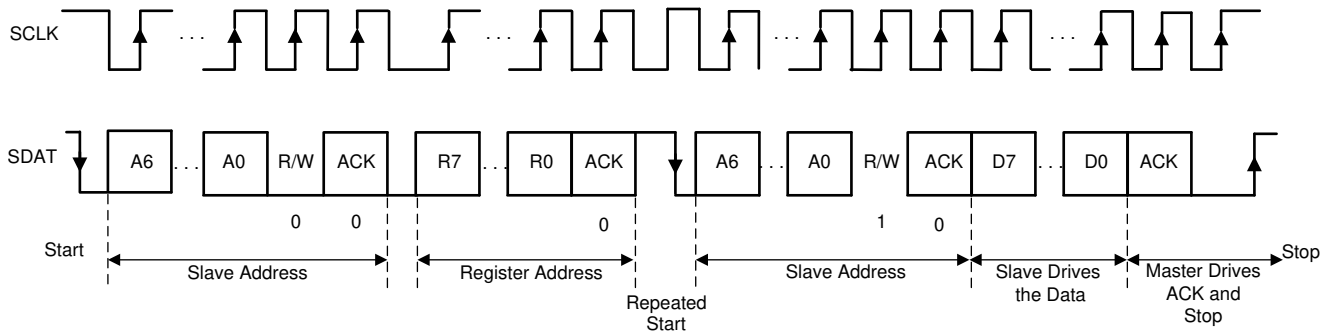 SCLK
. . . . . . . . . . . .
SDAT
A6 . . . A0 R/W ACK R7 . . . R0 ACK A6 . . . A0 R/W ACK D7 . . . D0 ACK
0 0 0 1 0
Start
Slave Address
Register Address
Repeated
Start
Slave Address
Slave Drives
the Data
Master Drives
ACK and
Stop
Stop